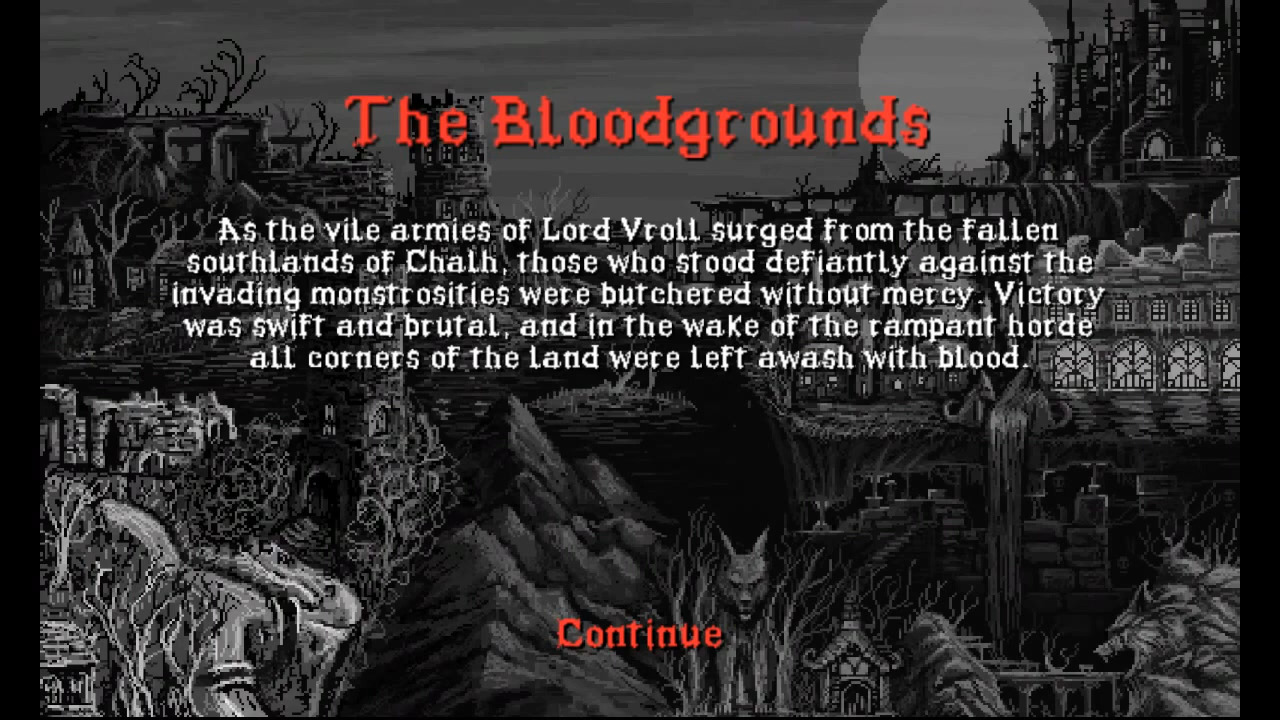 The Bloodgrounds
As the vile armies of Lord Vroll surged from the fallen
southlands of Chalh, those who stood defiantly against the
invading monstrosities were butchered without mercy. Victory
was swift and brutal, and in the wake of the rampant horde
all corners of the land were left awash with blood.
Continue